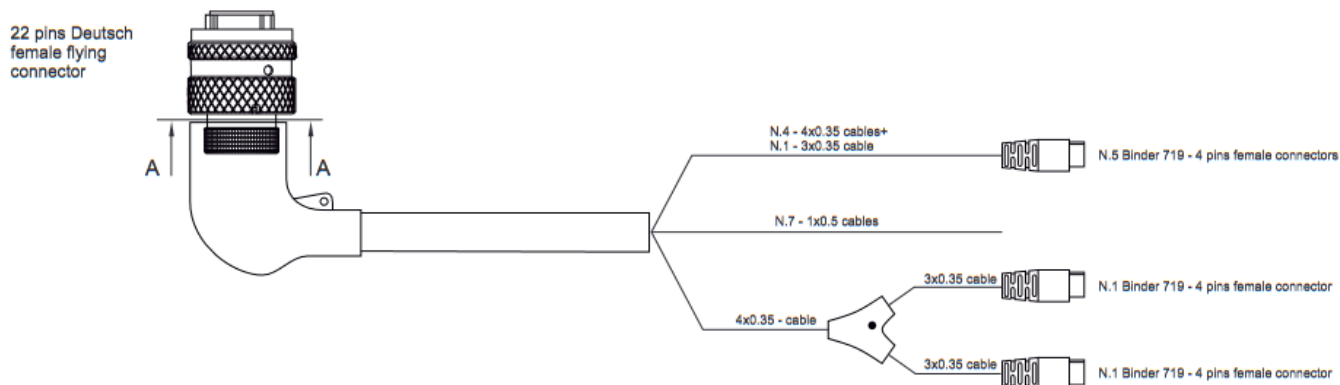 22 pins Deutsch
female flying
connector
A
A
N.4 - 4x0.35 cables+
N.1 - 3x0.35 cable
N.5 Binder 719 - 4 pins female connectors
N.7 - 1x0.5 cables
3x0.35 cable
N.1 Binder 719 - 4 pins female connector
4x0.35 - cable
3x0.35 cable
N.1 Binder 719 - 4 pins female connector